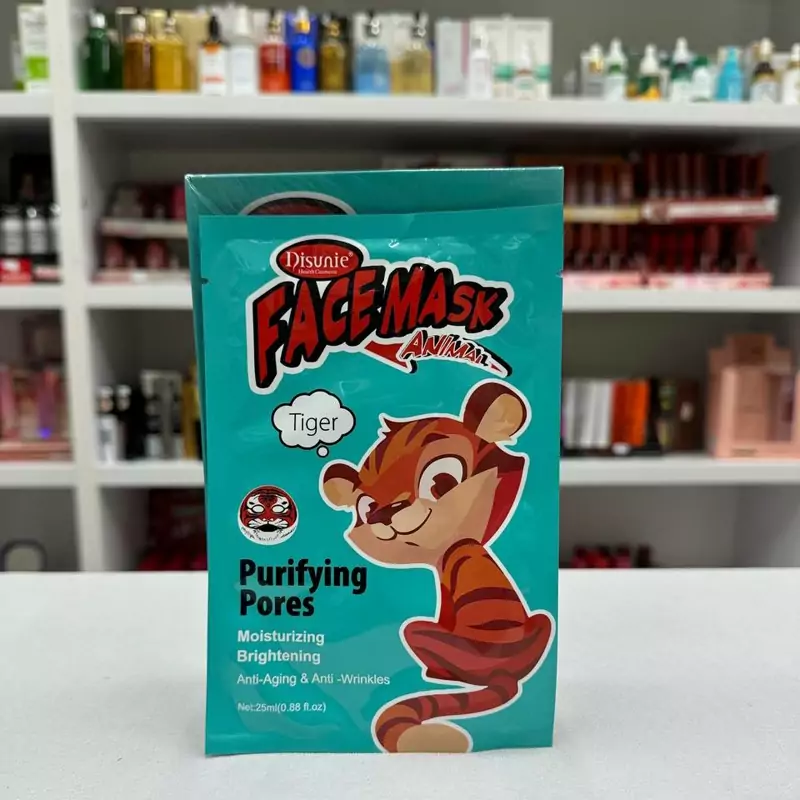 Disunie®
Health Cosmetic
FACE MASK
ANIMAL
Tiger
Purifying
Pores
Moisturizing
Brightening
Anti-Aging & Anti -Wrinkles
Net:25ml(0.88 fl.oz)